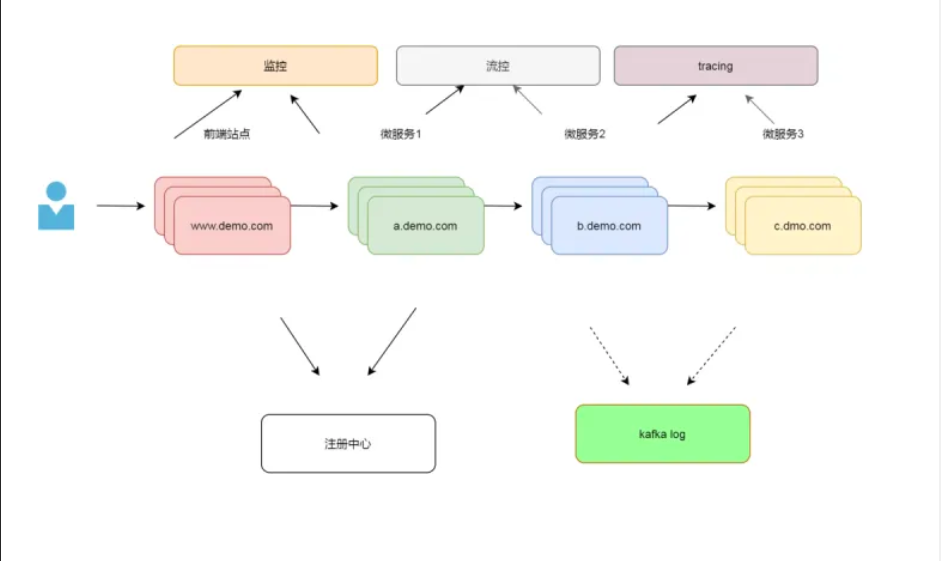 监控
流控
tracing
前端站点
微服务1
微服务2
微服务3
www.demo.com
a.demo.com
b.demo.com
c.dmo.com
注册中心
kafka log